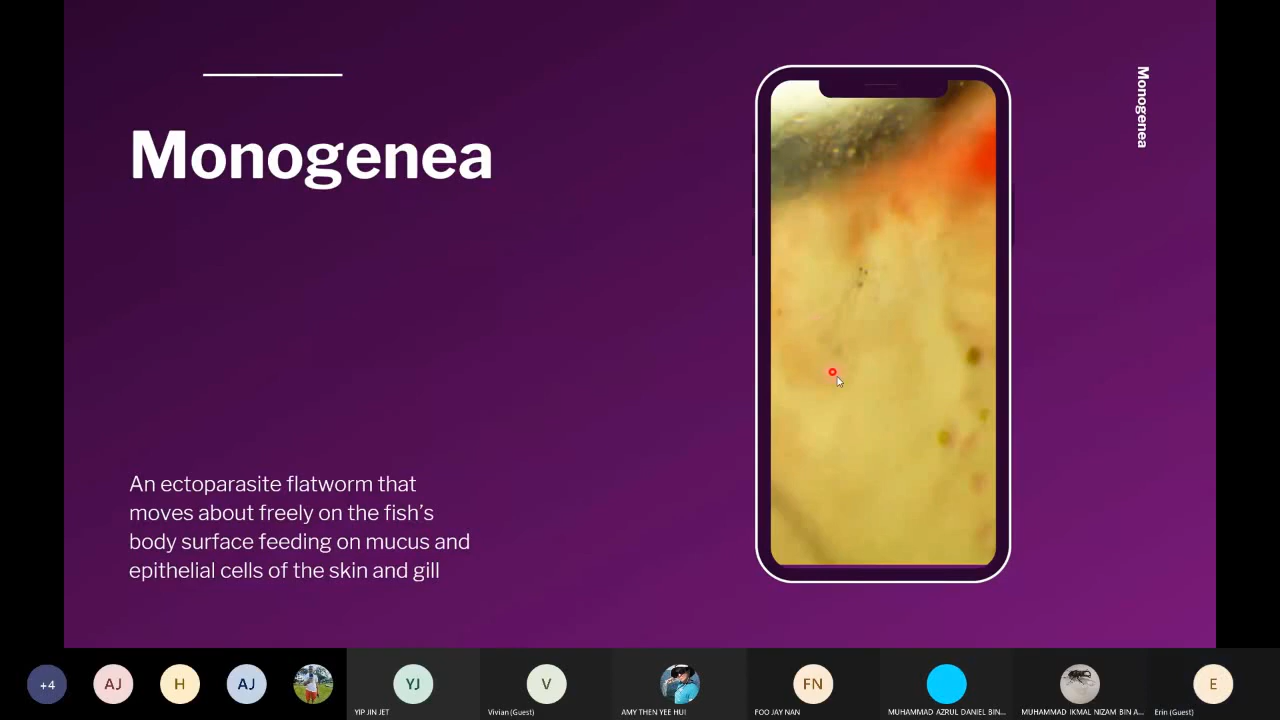 Monogenea
Monogenea
An ectoparasite flatworm that
moves about freely on the fish's
body surface feeding on mucus and
epithelial cells of the skin and gill
+4
AJ
H
AJ
YJ
V
FN
E
YIP JIN JET
Vivian (Guest)
AMY THEN YEE HUI
FOO JAY NAN
MUHAMMAD AZRUL DANIEL BIN...
MUHAMMAD IKMAL NIZAM BIN A...
Erin (Guest)